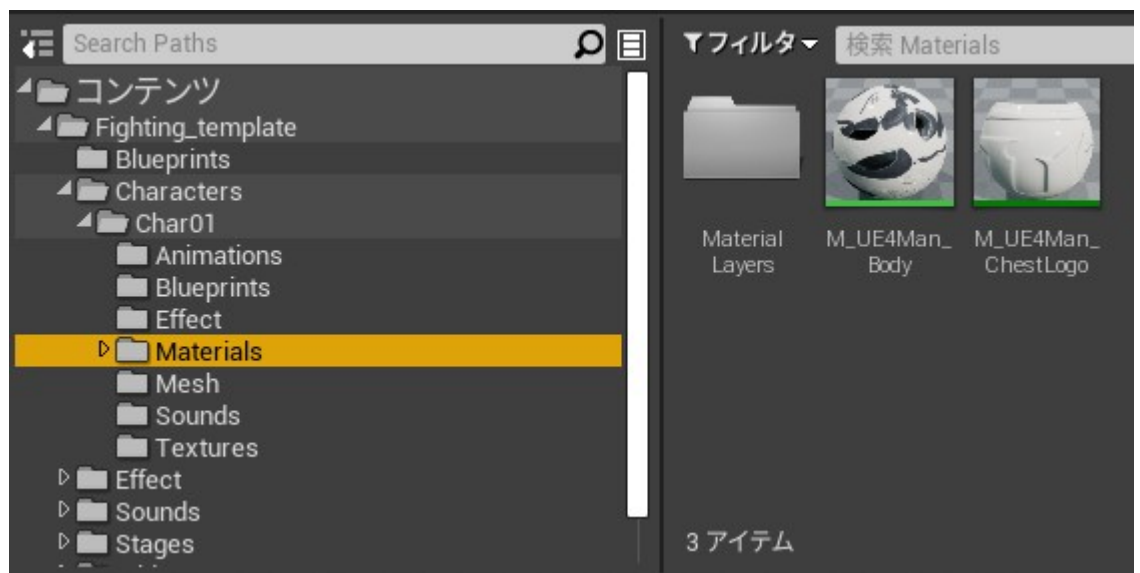 Search Paths
コンテンツ
Fighting_template
Blueprints
Characters
Char01
Animations
Blueprints
Effect
Materials
Mesh
Sounds
Textures
Effect
Sounds
Stages
フィルタ
検索 Materials
Material
Layers
M_UE4Man_
Body
M_UE4Man_
ChestLogo
3 アイテム